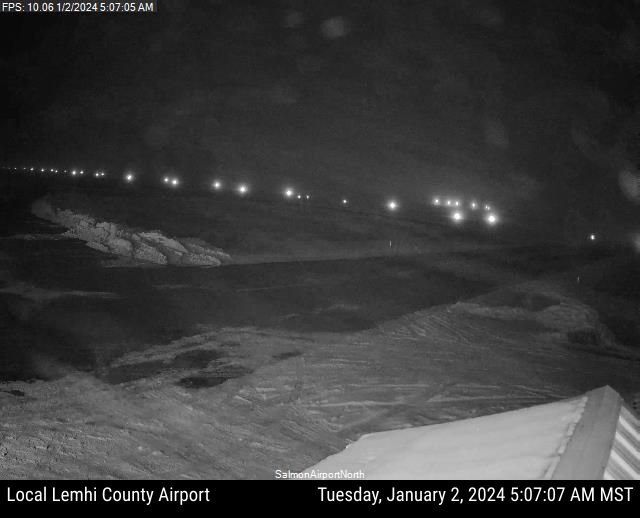 FPS: 10.06 1/2/2024 5:07:05 AM
SalmonAirportNorth
Local Lemhi County Airport Tuesday, January 2, 2024 5:07:07 AM MST